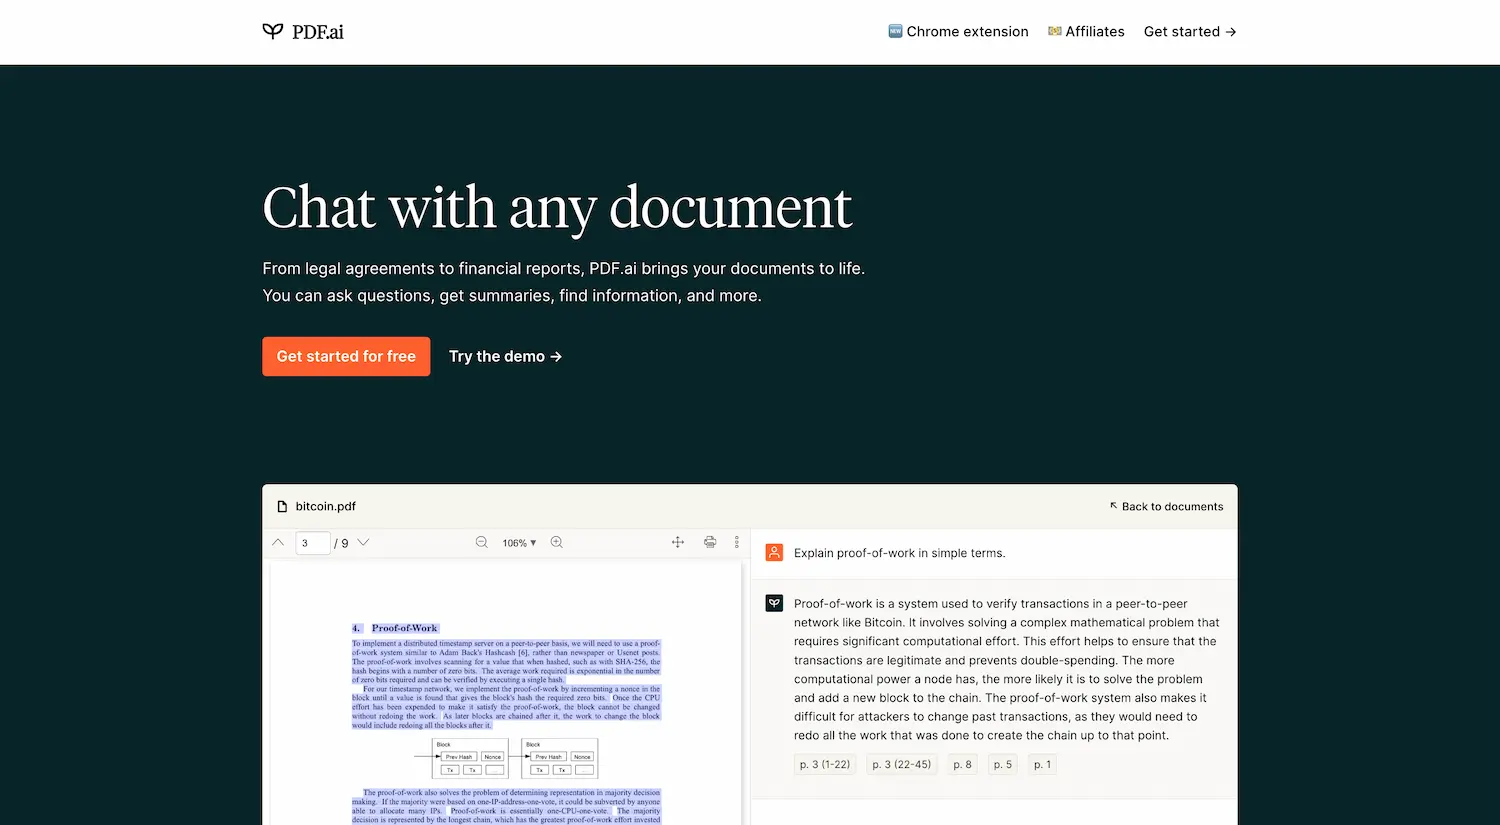 PDF.ai
NEW Chrome extension
Affiliates
Get started →
Chat with any document
From legal agreements to financial reports, PDF.ai brings your documents to life.
You can ask questions, get summaries, find information, and more.
Get started for free
Try the demo →
bitcoin.pdf
Back to documents
3 / 9
106%
4. Proof-of-Work
To implement a distributed timestamp server on a peer-to-peer basis, we will need to use a proof-
of-work system similar to Adam Back's Hashcash [6], rather than newspaper or Usenet posts.
The proof-of-work involves scanning for a value that when hashed, such as with SHA-256, the
hash begins with a number of zero bits. The average work required is exponential in the number
of zero bits required and can be verified by executing a single hash.
For our timestamp network, we implement the proof-of-work by incrementing a nonce in the
block until a value is found that gives the block's hash the required zero bits. Once the CPU
effort has been expended to make it satisfy the proof-of-work, the block cannot be changed
without redoing the work. As later blocks are chained after it, the work to change the block
would include redoing all the blocks after it.
Block
Prev Hash
Nonce
Tx
Tx
...
Block
Prev Hash
Nonce
Tx
Tx
...
The proof-of-work also solves the problem of determining representation in majority decision
making. If the majority were based on one-IP-address-one-vote, it could be subverted by anyone
able to allocate many IPs. Proof-of-work is essentially one-CPU-one-vote. The majority
decision is represented by the longest chain, which has the greatest proof-of-work effort invested
Explain proof-of-work in simple terms.
Proof-of-work is a system used to verify transactions in a peer-to-peer
network like Bitcoin. It involves solving a complex mathematical problem that
requires significant computational effort. This effort helps to ensure that the
transactions are legitimate and prevents double-spending. The more
computational power a node has, the more likely it is to solve the problem
and add a new block to the chain. The proof-of-work system also makes it
difficult for attackers to change past transactions, as they would need to
redo all the work that was done to create the chain up to that point.
p. 3 (1-22)
p. 3 (22-45)
p. 8
p. 5
p. 1